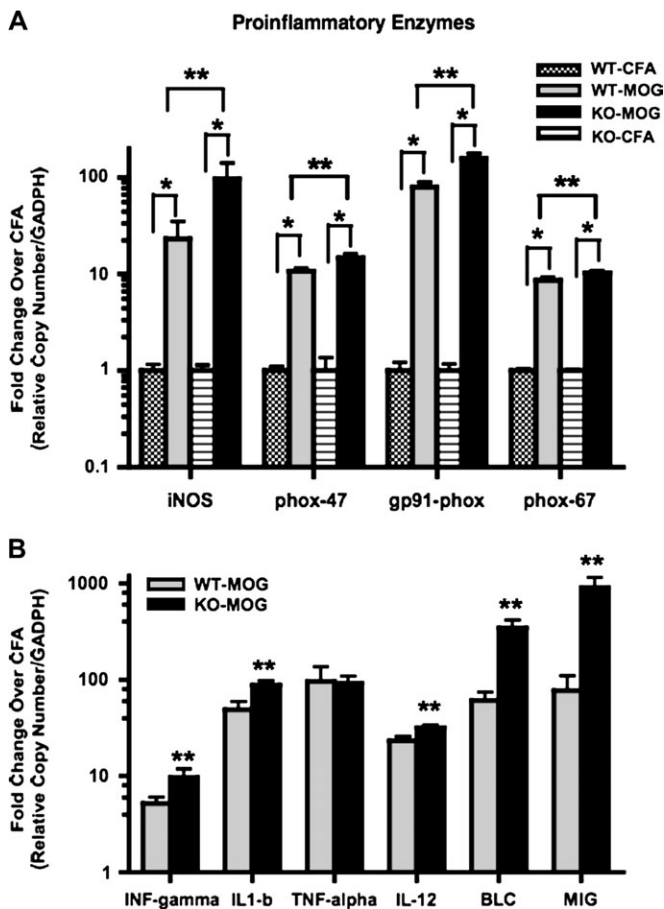 A
Proinflammatory Enzymes
WT-CFA
WT-MOG
KO-MOG
KO-CFA
** ** ** **
* * * * * * * *
Fold Change Over CFA
(Relative Copy Number/GADPH)
100
10
1
0.1
iNOS phox-47 gp91-phox phox-67
B
WT-MOG
KO-MOG
** ** ** ** **
Fold Change Over CFA
(Relative Copy Number/GADPH)
1000
100
10
1
INF-gamma IL1-b TNF-alpha IL-12 BLC MIG